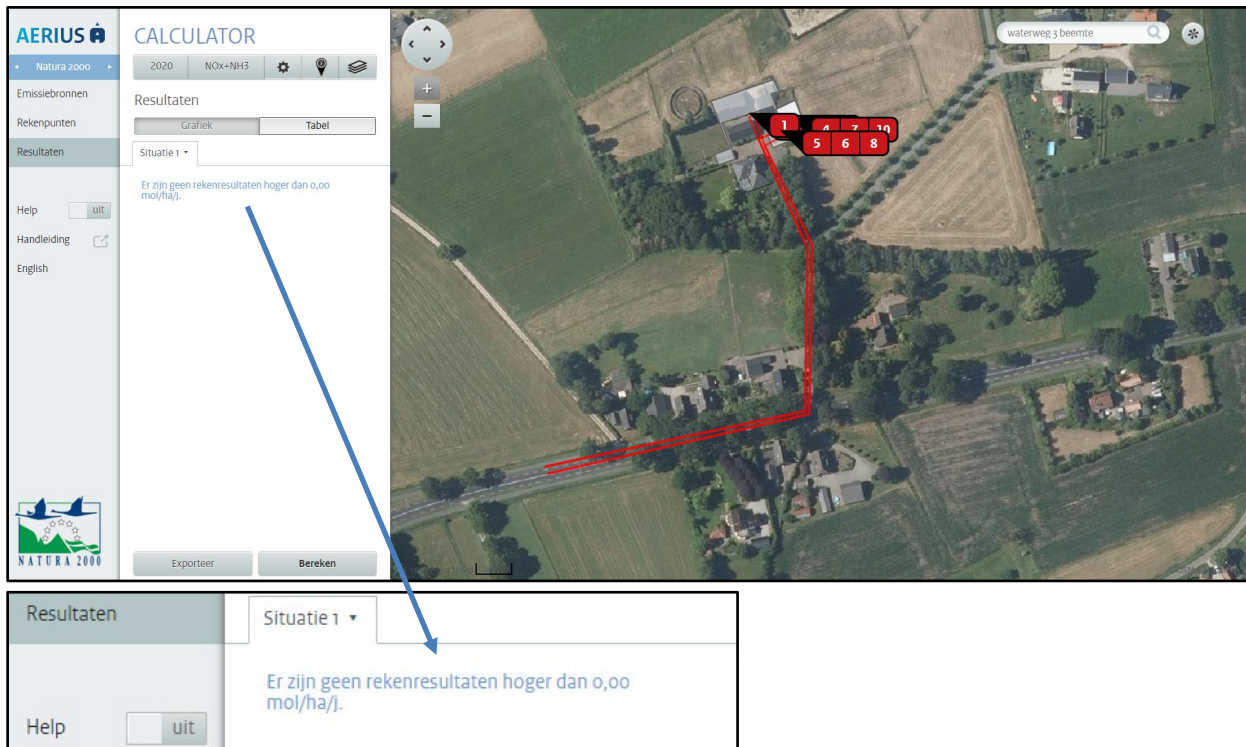 AERIUS
CALCULATOR
Natura 2000
2020 NOx+NH3
Emissiebronnen
Rekenpunten
Resultaten
Resultaten
Grafiek Tabel
Situatie 1
Er zijn geen rekenresultaten hoger dan 0,00
mol/ha/j.
Help uit
Handleiding
English
NATURA 2000
Exporteer Bereken
waterweg 3 beemte
1 4 7 10
5 6 8
Resultaten
Situatie 1
Er zijn geen rekenresultaten hoger dan 0,00
mol/ha/j.
Help uit